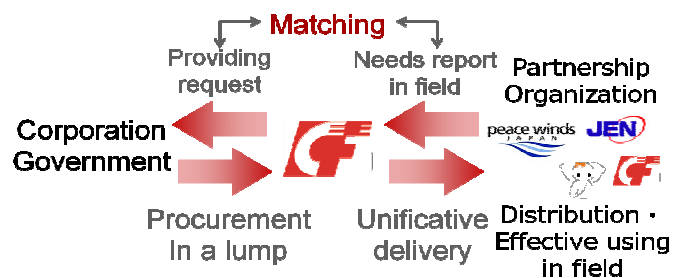 Matching
Providing
request
Needs report
in field
Partnership
Organization
Corporation
Government
peace winds
JAPAN
JEN
Procurement
In a lump
Unificative
delivery
Distribution・
Effective using
in field